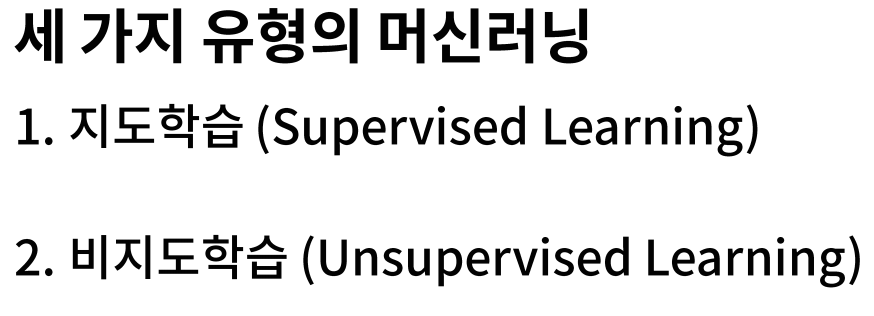 세 가지 유형의 머신러닝
1. 지도학습 (Supervised Learning)
2. 비지도학습 (Unsupervised Learning)